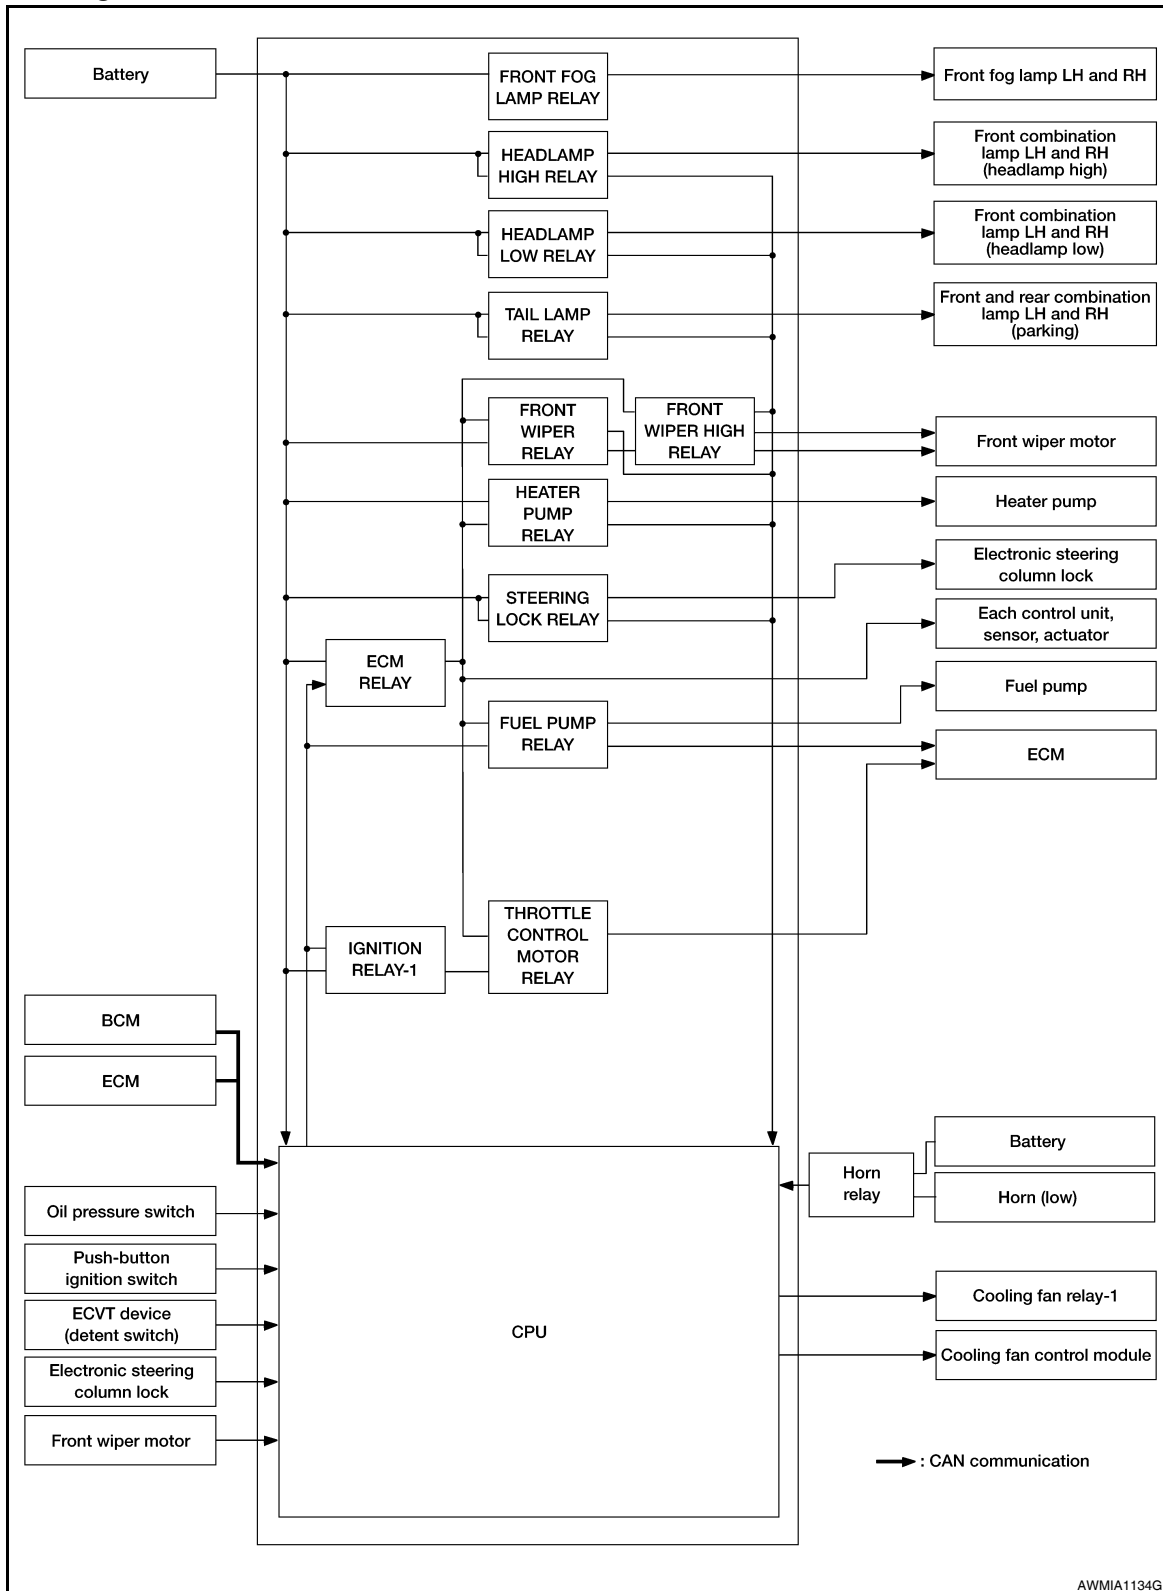 Battery
FRONT FOG
LAMP RELAY
Front fog lamp LH and RH
HEADLAMP
HIGH RELAY
Front combination
lamp LH and RH
(headlamp high)
HEADLAMP
LOW RELAY
Front combination
lamp LH and RH
(headlamp low)
TAIL LAMP
RELAY
Front and rear combination
lamp LH and RH
(parking)
FRONT
WIPER
RELAY
FRONT
WIPER HIGH
RELAY
Front wiper motor
HEATER
PUMP
RELAY
Heater pump
Electronic steering
column lock
STEERING
LOCK RELAY
Each control unit,
sensor, actuator
ECM
RELAY
Fuel pump
FUEL PUMP
RELAY
ECM
THROTTLE
CONTROL
MOTOR
RELAY
IGNITION
RELAY-1
BCM
ECM
Battery
Horn
relay
Horn (low)
Oil pressure switch
Push-button
ignition switch
Cooling fan relay-1
ECVT device
(detent switch)
CPU
Cooling fan control module
Electronic steering
column lock
Front wiper motor
: CAN communication
AWMIA1134G